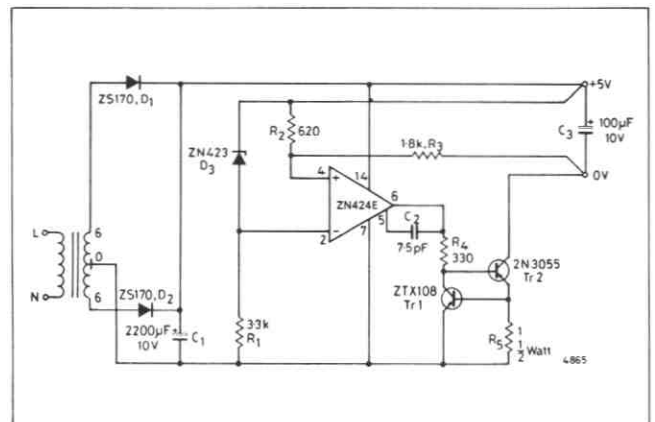 ZS170, D1
+5V
R2
620
ZN423
D3
1·8k, R3
C3
+
100µF
10V
0V
4
+
14
ZN424E
6
5
C2
7·5pF
7
2
−
R4
330
2N3055
Tr 2
ZTX108
Tr 1
L
N
6
0
6
ZS170, D2
2200µF
10V
+
C1
33k
R1
R5
1
1/2 Watt
4865